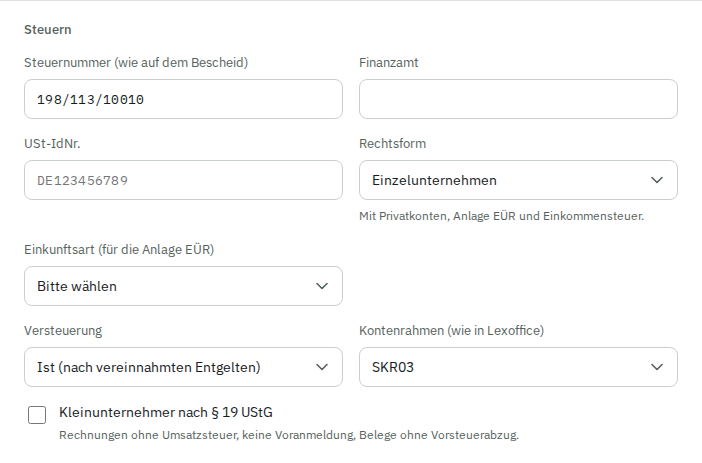 Steuern
Steuernummer (wie auf dem Bescheid)
Finanzamt
198/113/10010
USt-IdNr.
Rechtsform
DE123456789
Einzelunternehmen
Mit Privatkonten, Anlage EÜR und Einkommensteuer.
Einkunftsart (für die Anlage EÜR)
Bitte wählen
Versteuerung
Kontenrahmen (wie in Lexoffice)
Ist (nach vereinnahmten Entgelten)
SKR03
Kleinunternehmer nach § 19 UStG
Rechnungen ohne Umsatzsteuer, keine Voranmeldung, Belege ohne Vorsteuerabzug.